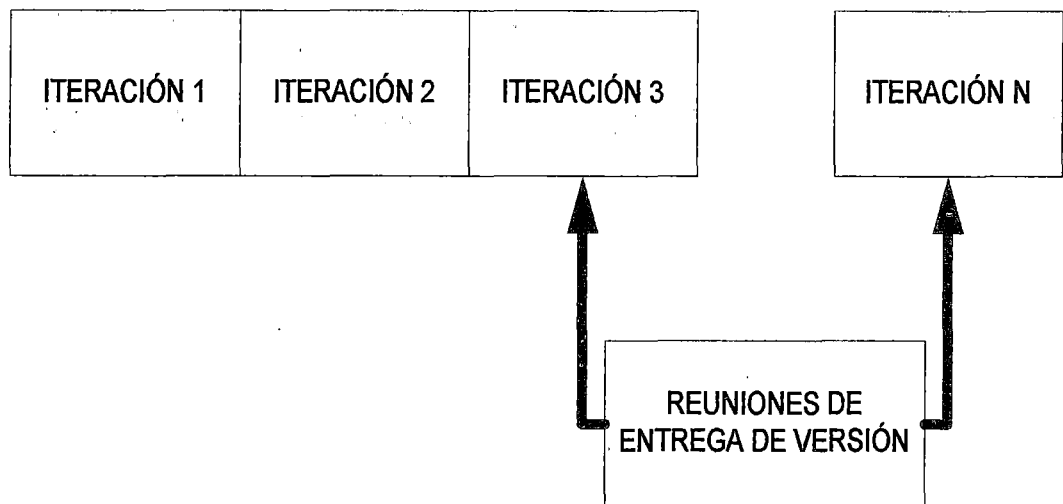 ITERACIÓN 1
ITERACIÓN 2
ITERACIÓN 3
ITERACIÓN N
REUNIONES DE
ENTREGA DE VERSIÓN